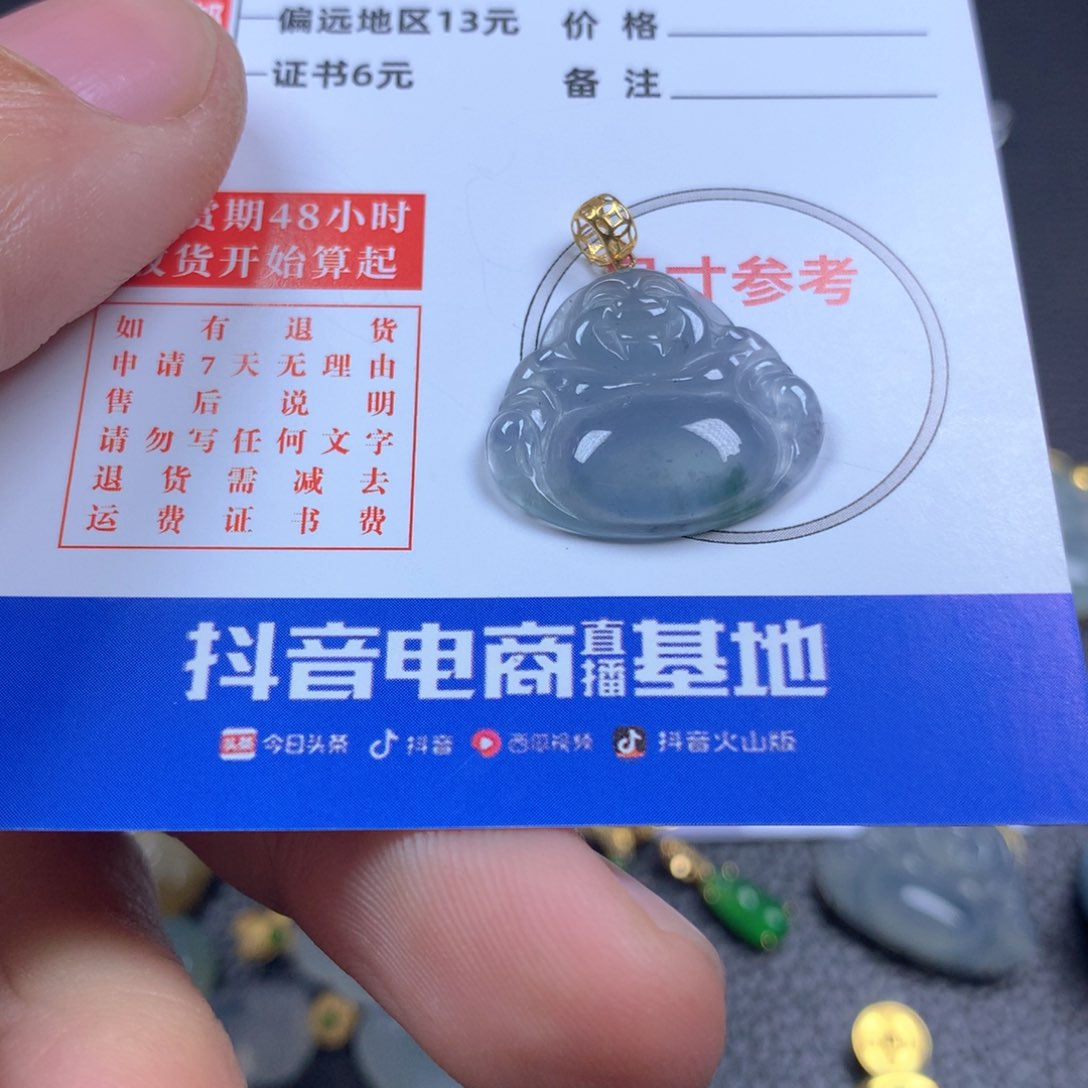 偏远地区13元
价格
证书6元
备注
货期48小时
货开始算起
寸参考
如有退货
申请7天无理由
售后说明
请勿写任何文字
退货需减去
运费证书费
抖音电商直播基地
头条 今日头条 抖音 西瓜视频 抖音火山版